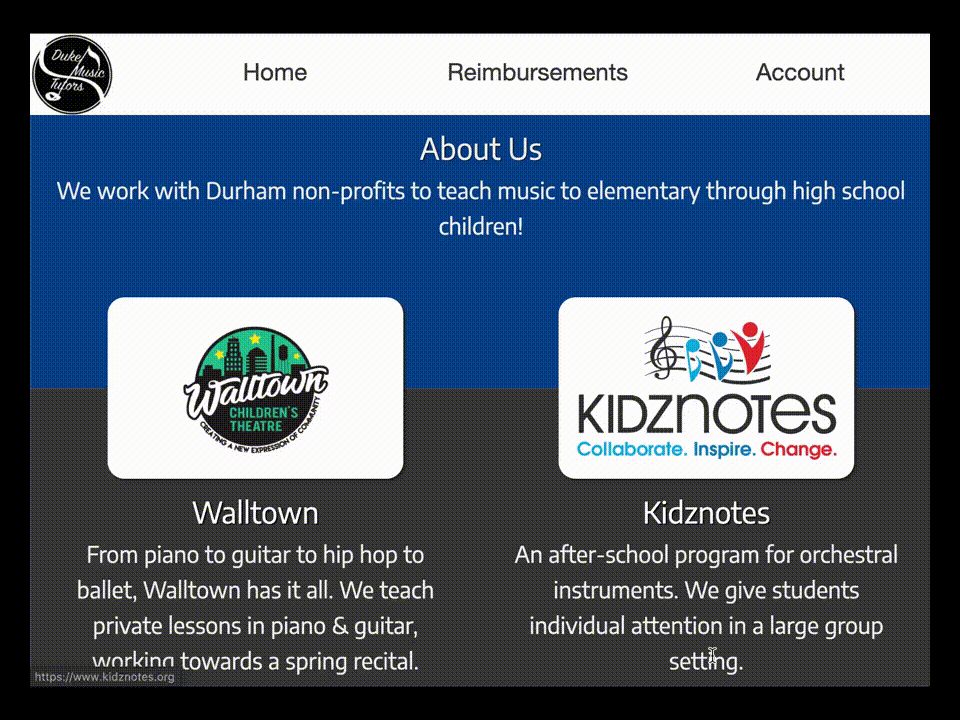 Duke
Music
Tutors
Home
Reimbursements
Account
About Us
We work with Durham non-profits to teach music to elementary through high school
children!
Walltown
CHILDREN'S
THEATRE
CREATING A NEW EXPRESSION OF COMMUNITY
KIDZNOTES
Collaborate. Inspire. Change.
Walltown
From piano to guitar to hip hop to
ballet, Walltown has it all. We teach
private lessons in piano & guitar,
working towards a spring recital.
Kidznotes
An after-school program for orchestral
instruments. We give students
individual attention in a large group
setting.
https://www.kidznotes.org